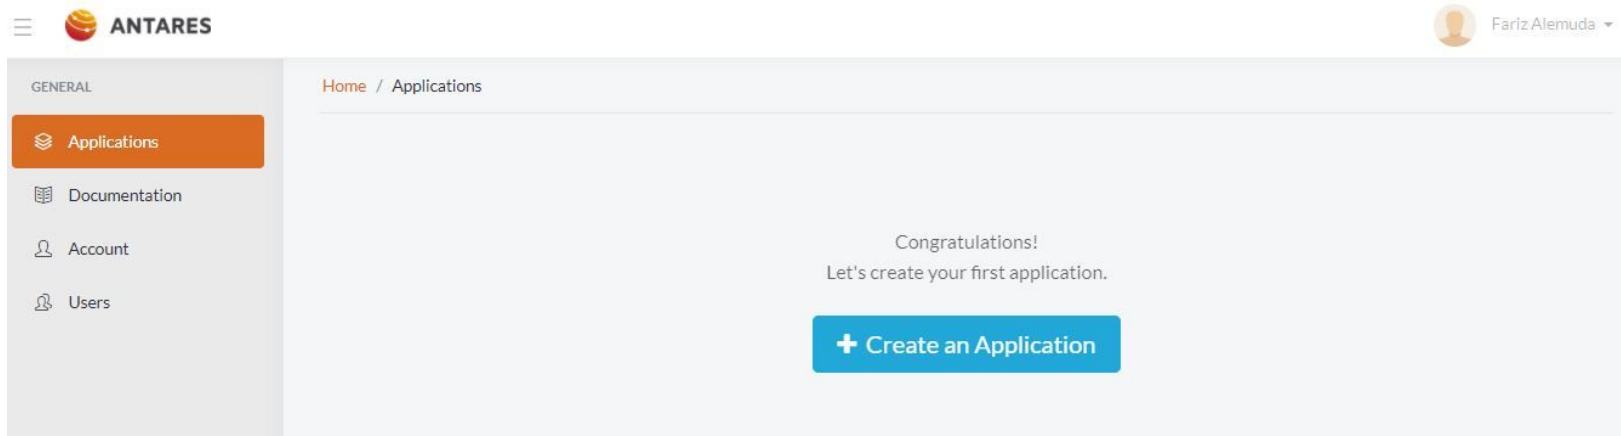 ANTARES
Fariz Alemuda
GENERAL
Applications
Documentation
Account
Users
Home / Applications
Congratulations!
Let's create your first application.
+ Create an Application